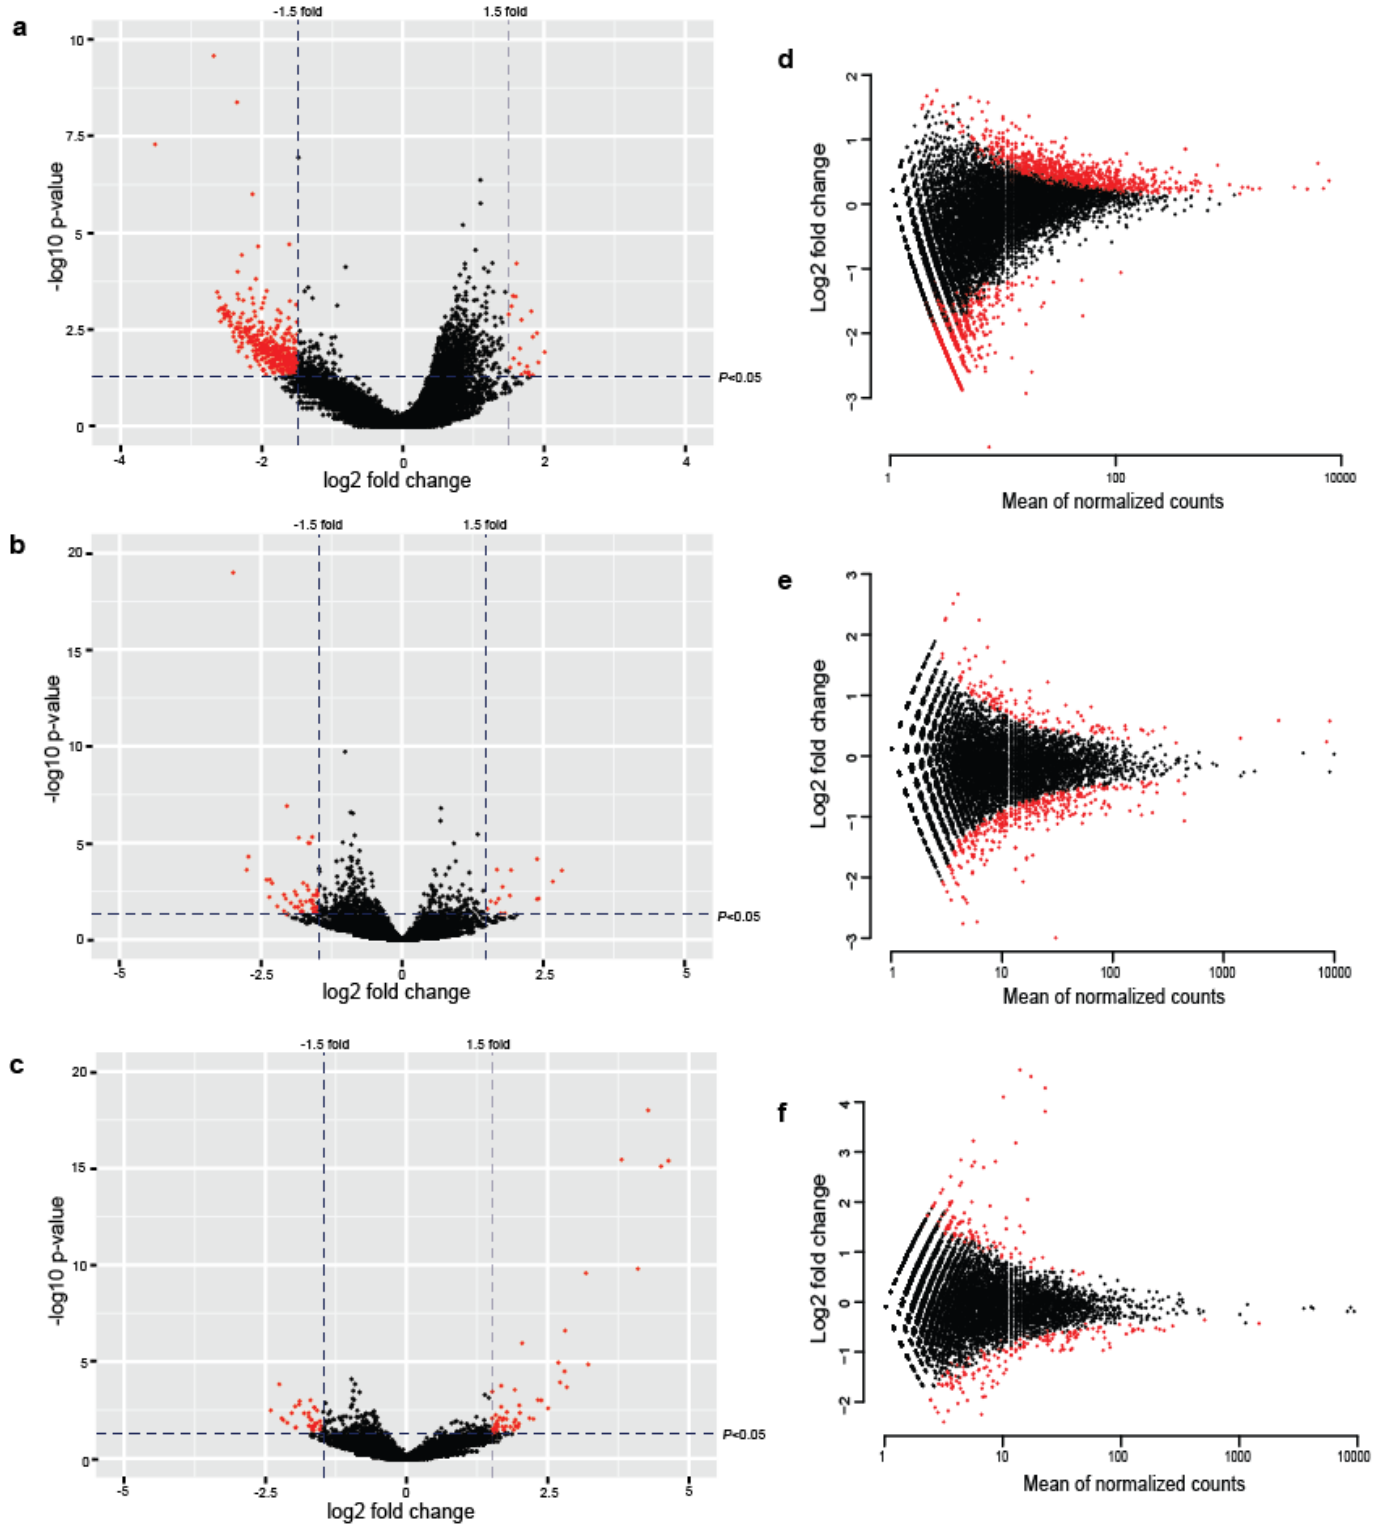 a
-1.5 fold 1.5 fold
10
7.5
5
2.5
0
-log10 p-value
P<0.05
-4 -2 0 2 4
log2 fold change
d
2
1
0
−1
−2
−3
Log2 fold change
1 100 10000
Mean of normalized counts
b
-1.5 fold 1.5 fold
20
15
10
5
0
-log10 p-value
P<0.05
-5 -2.5 0 2.5 5
log2 fold change
e
3
2
1
0
−1
−2
−3
Log2 fold change
1 10 100 1000 10000
Mean of normalized counts
c
-1.5 fold 1.5 fold
20
15
10
5
0
-log10 p-value
P<0.05
-5 -2.5 0 2.5 5
log2 fold change
f
4
3
2
1
0
−1
−2
Log2 fold change
1 10 100 1000 10000
Mean of normalized counts